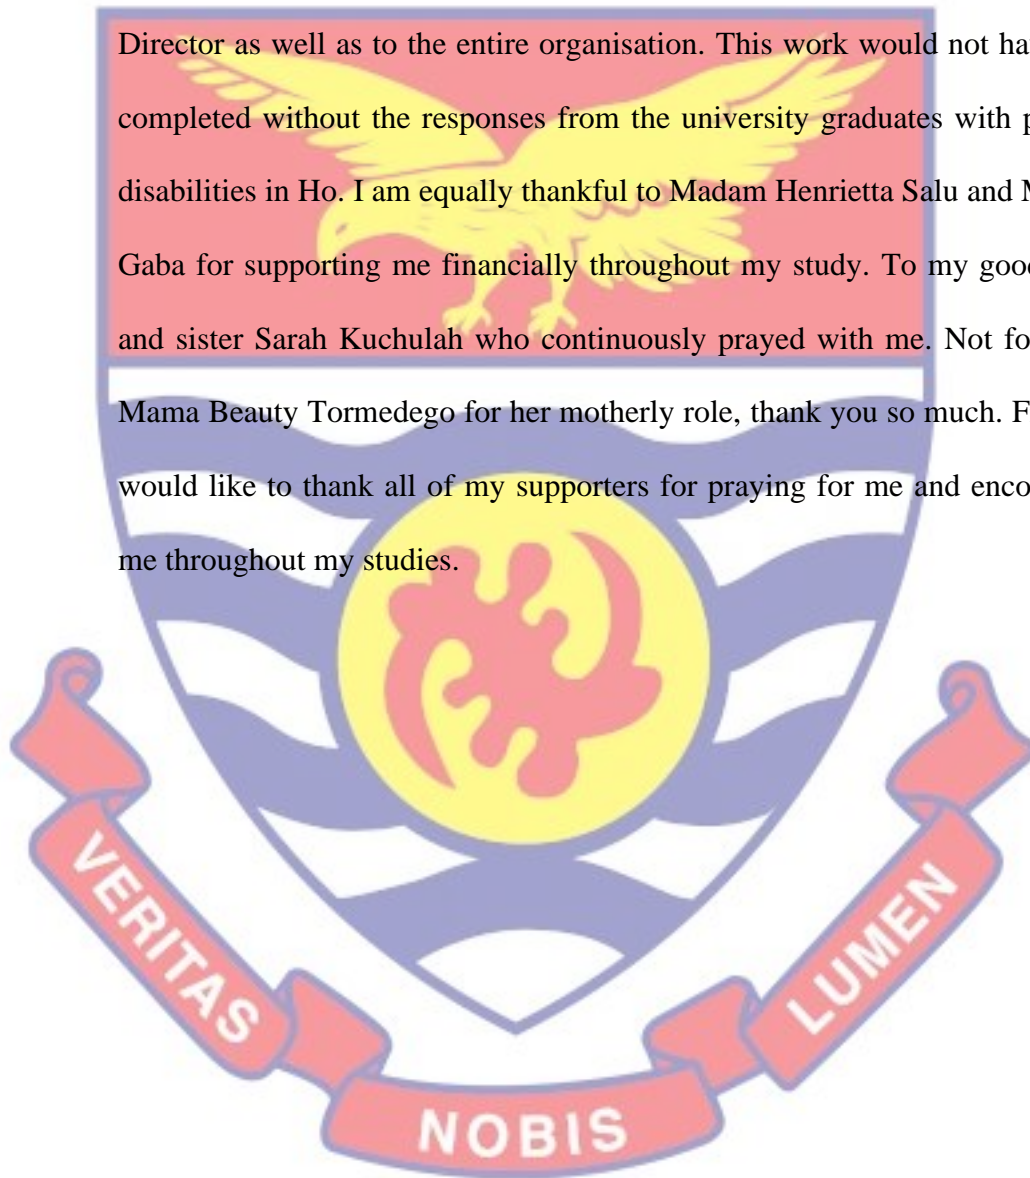 Director as well as to the entire organisation. This work would not ha
completed without the responses from the university graduates with p
disabilities in Ho. I am equally thankful to Madam Henrietta Salu and M
Gaba for supporting me financially throughout my study. To my good
and sister Sarah Kuchulah who continuously prayed with me. Not fo
Mama Beauty Tormedego for her motherly role, thank you so much. F
would like to thank all of my supporters for praying for me and enco
me throughout my studies.
VERITAS
NOBIS
LUMEN